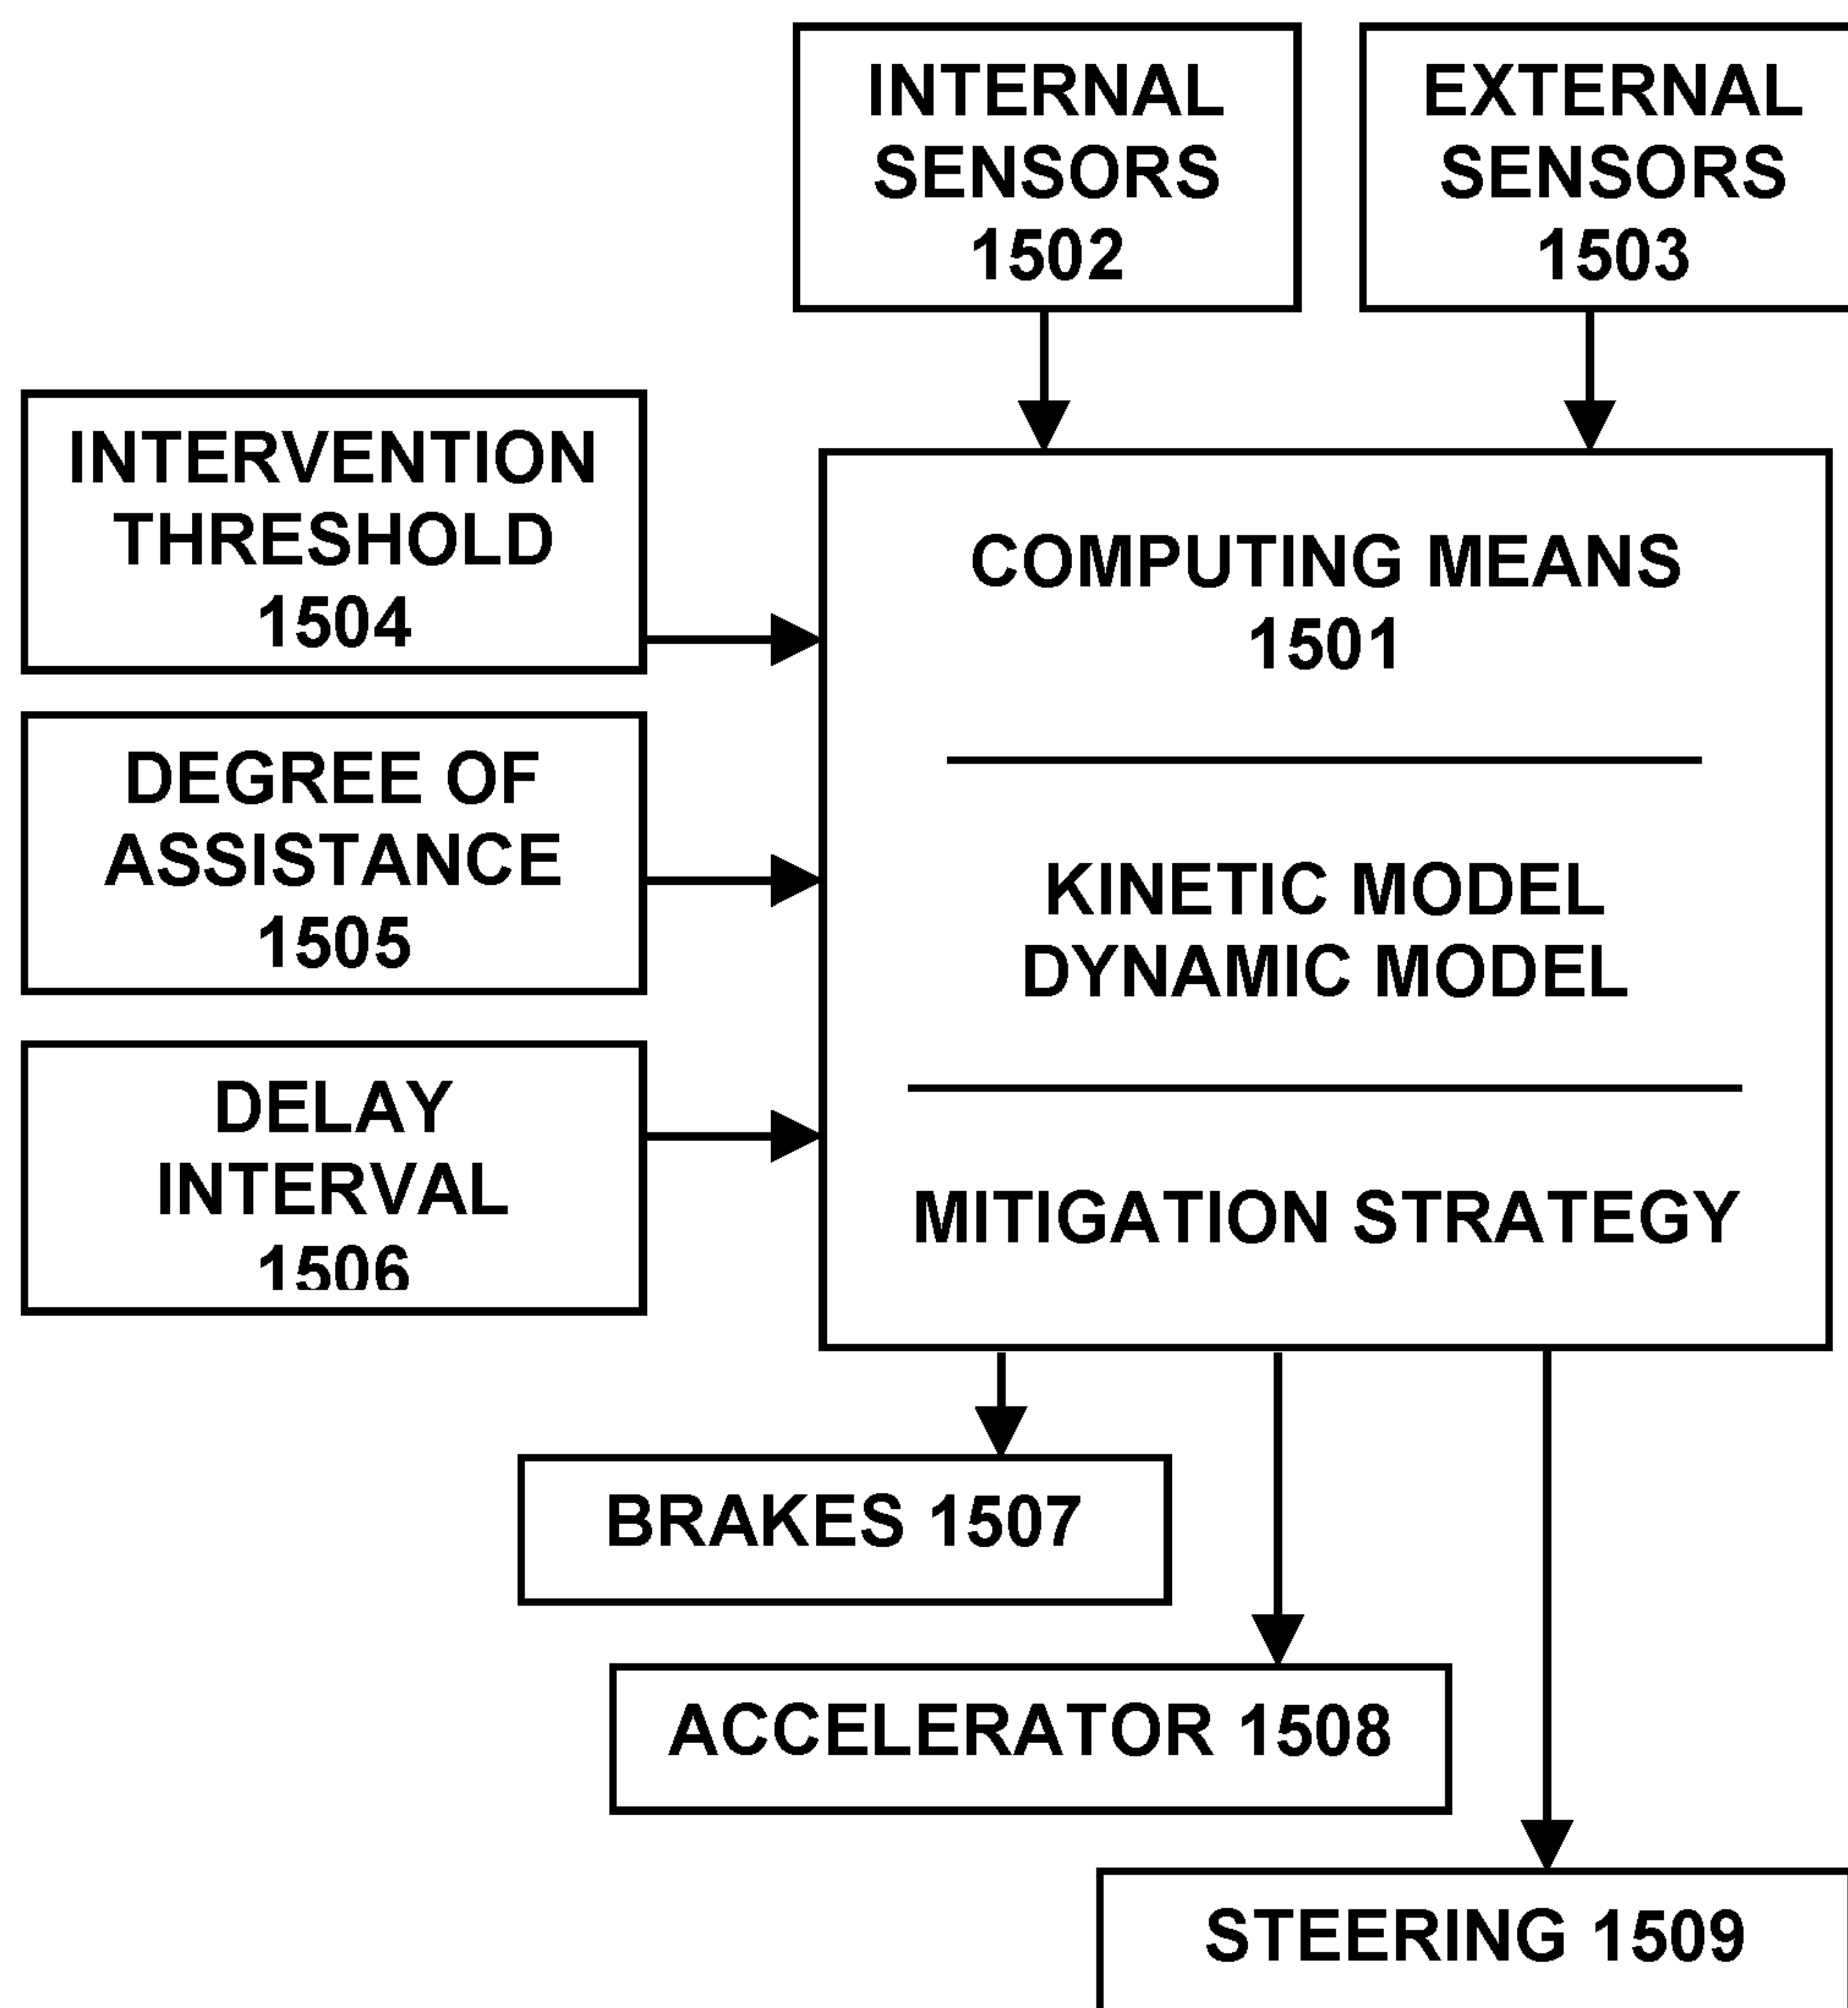 INTERNAL
SENSORS
1502
EXTERNAL
SENSORS
1503
INTERVENTION
THRESHOLD
1504
DEGREE OF
ASSISTANCE
1505
DELAY
INTERVAL
1506
COMPUTING MEANS
1501
KINETIC MODEL
DYNAMIC MODEL
MITIGATION STRATEGY
BRAKES 1507
ACCELERATOR 1508
STEERING 1509